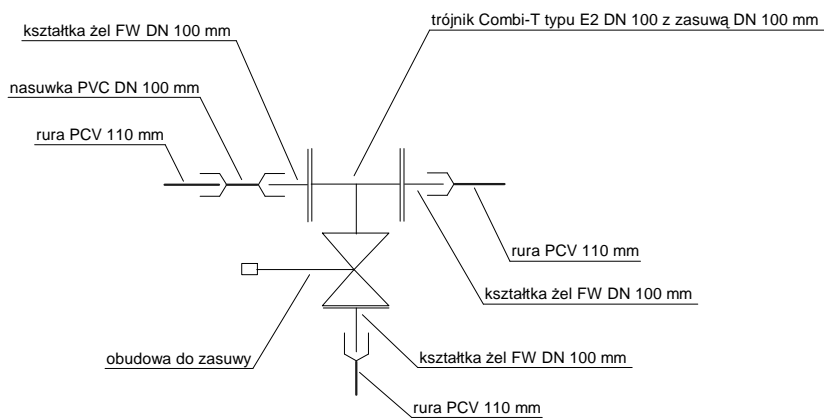 trójnik Combi-T typu E2 DN 100 z zasuwą DN 100 mm
kształtka żel FW DN 100 mm
nasuwka PVC DN 100 mm
rura PCV 110 mm
rura PCV 110 mm
kształtka żel FW DN 100 mm
obudowa do zasuwy
kształtka żel FW DN 100 mm
rura PCV 110 mm